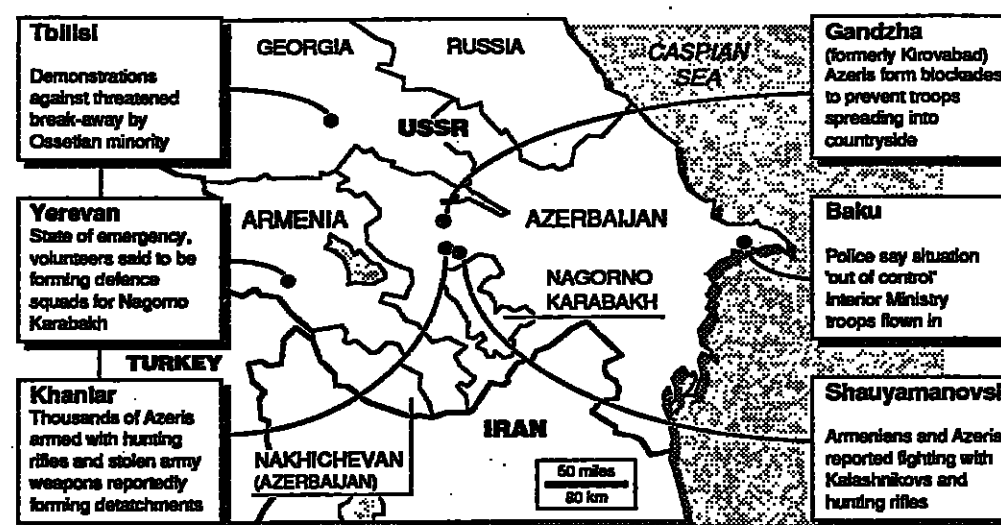 Tbilisi
Demonstrations
against threatened
break-away by
Ossetian minority
Yerevan
State of emergency,
volunteers said to be
forming defence
squads for Nagorno
Karabakh
Khanlar
Thousands of Azeris
armed with hunting
rifles and stolen army
weapons reportedly
forming detatchments
GEORGIA
RUSSIA
CASPIAN
SEA
USSR
ARMENIA
AZERBAIJAN
NAGORNO
KARABAKH
TURKEY
IRAN
NAKHICHEVAN
(AZERBAIJAN)
50 miles
80 km
Gandzha
(formerly Kirovabad)
Azeris form blockades
to prevent troops
spreading into
countryside
Baku
Police say situation
'out of control'
Interior Ministry
troops flown in
Shauyamanovsk
Armenians and Azeris
reported fighting with
Kalashnikovs and
hunting rifles